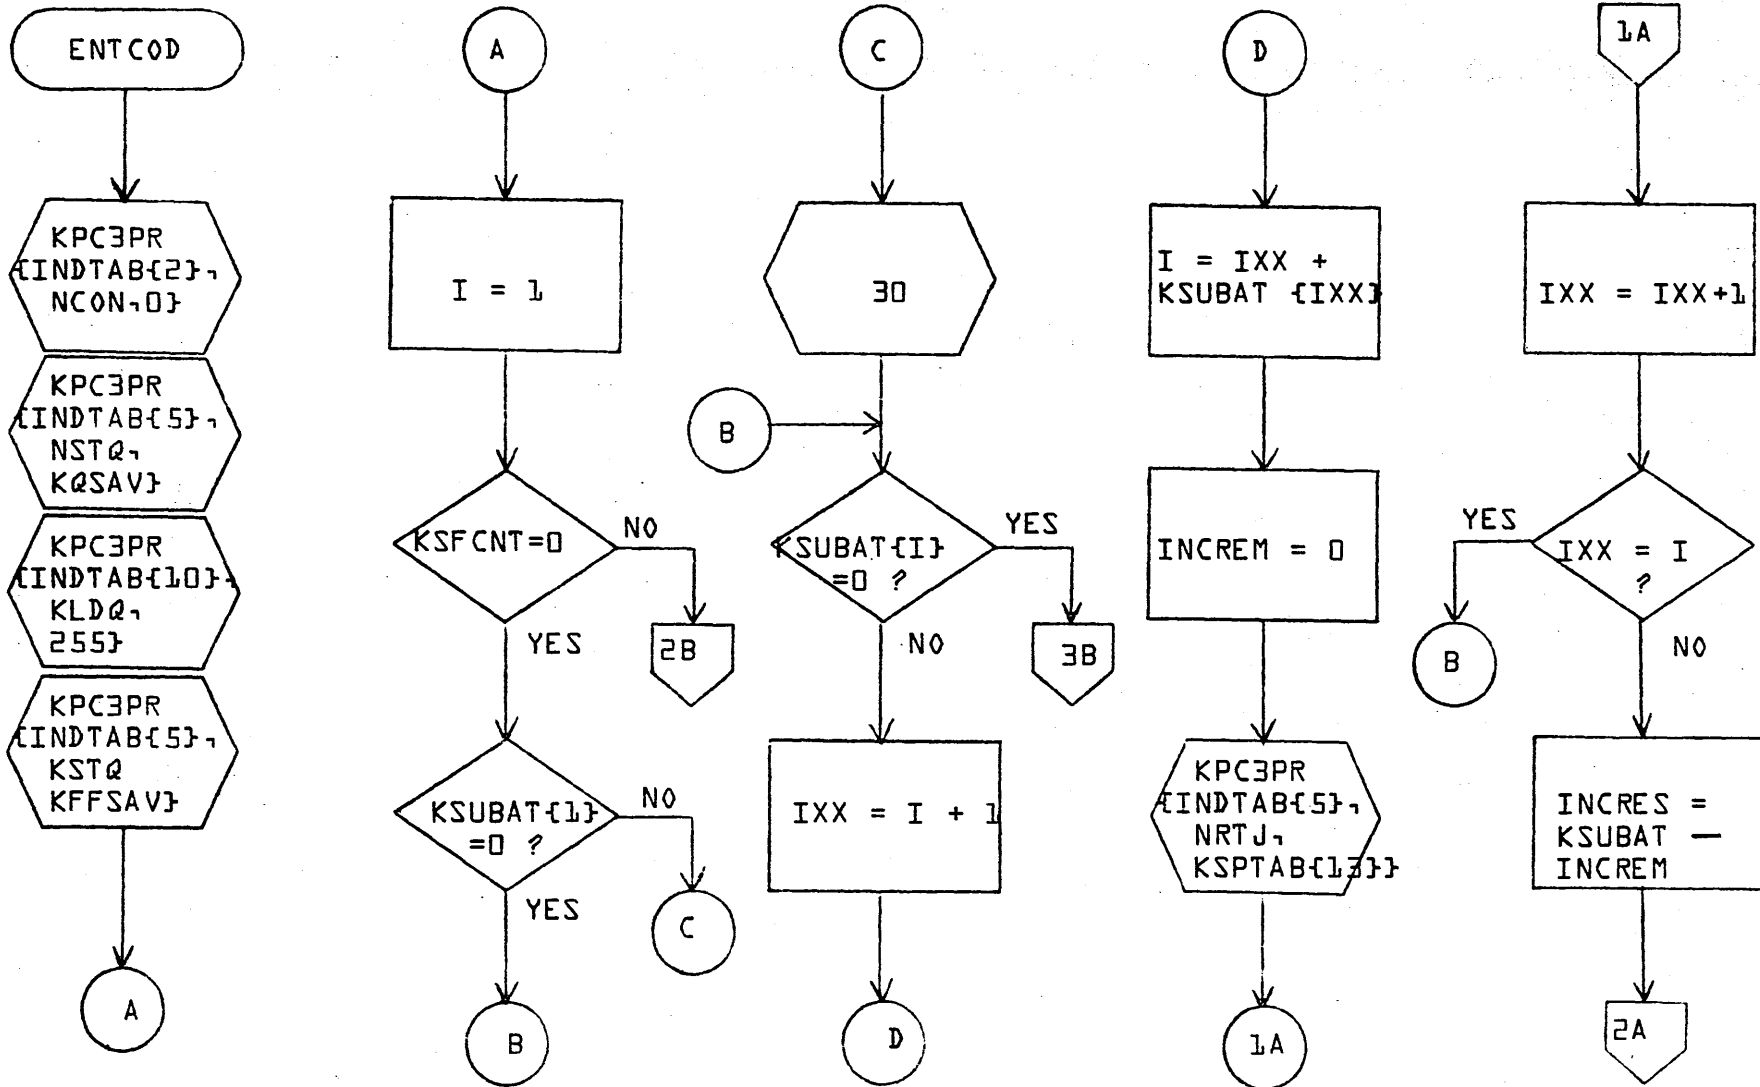 ENTCOD
KPC3PR
{INDTAB{2},
NCON,0}
KPC3PR
{INDTAB{5},
NSTQ,
KQSAV}
KPC3PR
{INDTAB{10},
KLDQ,
255}
KPC3PR
{INDTAB{5},
KSTQ
KFFSAV}
A
A
I = 1
KSFCNT=0
NO
2B
YES
KSUBAT{1}
=0 ?
NO
C
YES
B
C
30
B
KSUBAT{I}
=0 ?
YES
3B
NO
IXX = I + 1
D
D
I = IXX +
KSUBAT {IXX}
INCREM = 0
KPC3PR
{INDTAB{5},
NRTJ,
KSPTAB{13}}
1A
1A
IXX = IXX+1
IXX = I
?
YES
B
NO
INCRES =
KSUBAT —
INCREM
2A